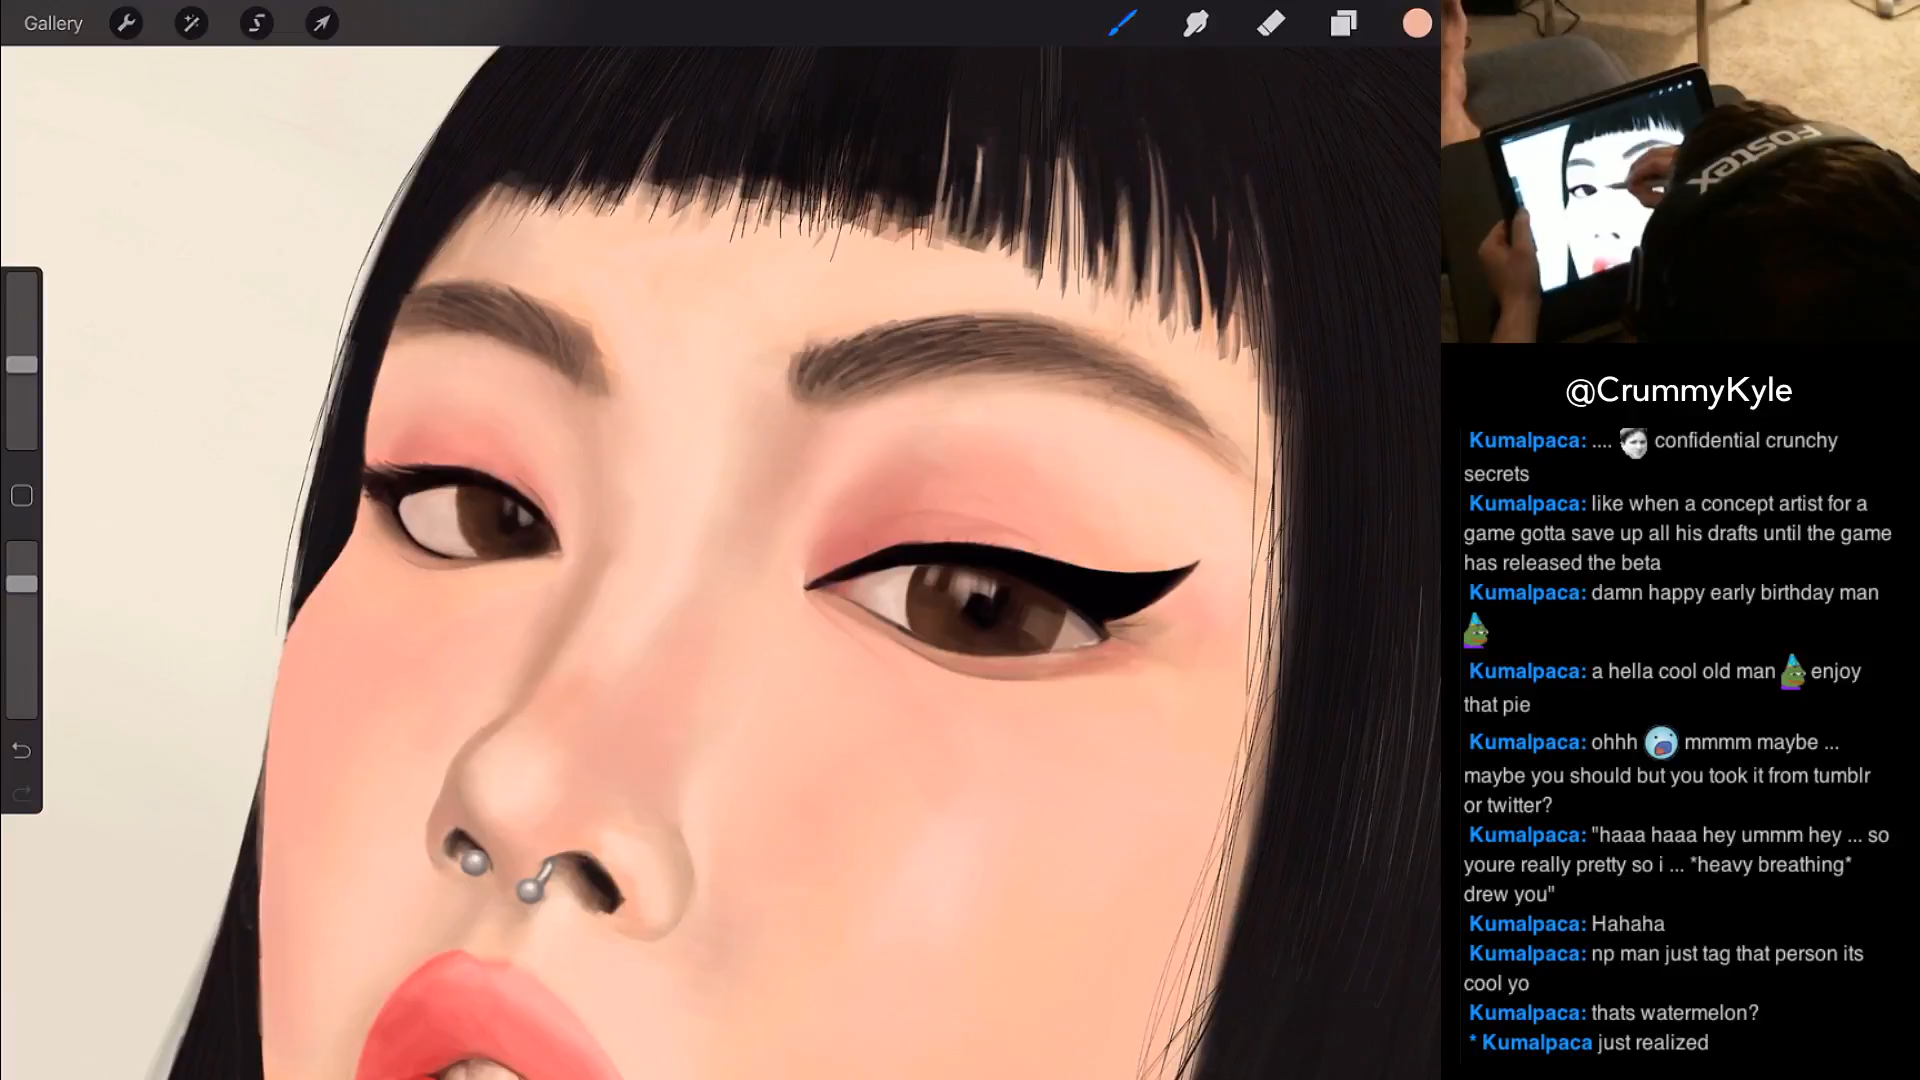 Gallery
FOSTEX
@CrummyKyle
Kumalpaca: .... confidential crunchy
secrets
Kumalpaca: like when a concept artist for a
game gotta save up all his drafts until the game
has released the beta
Kumalpaca: damn happy early birthday man
Kumalpaca: a hella cool old man enjoy
that pie
Kumalpaca: ohhh mmmm maybe ...
maybe you should but you took it from tumblr
or twitter?
Kumalpaca: "haaa haaa hey ummm hey ... so
youre really pretty so i ... *heavy breathing*
drew you"
Kumalpaca: Hahaha
Kumalpaca: np man just tag that person its
cool yo
Kumalpaca: thats watermelon?
* Kumalpaca just realized